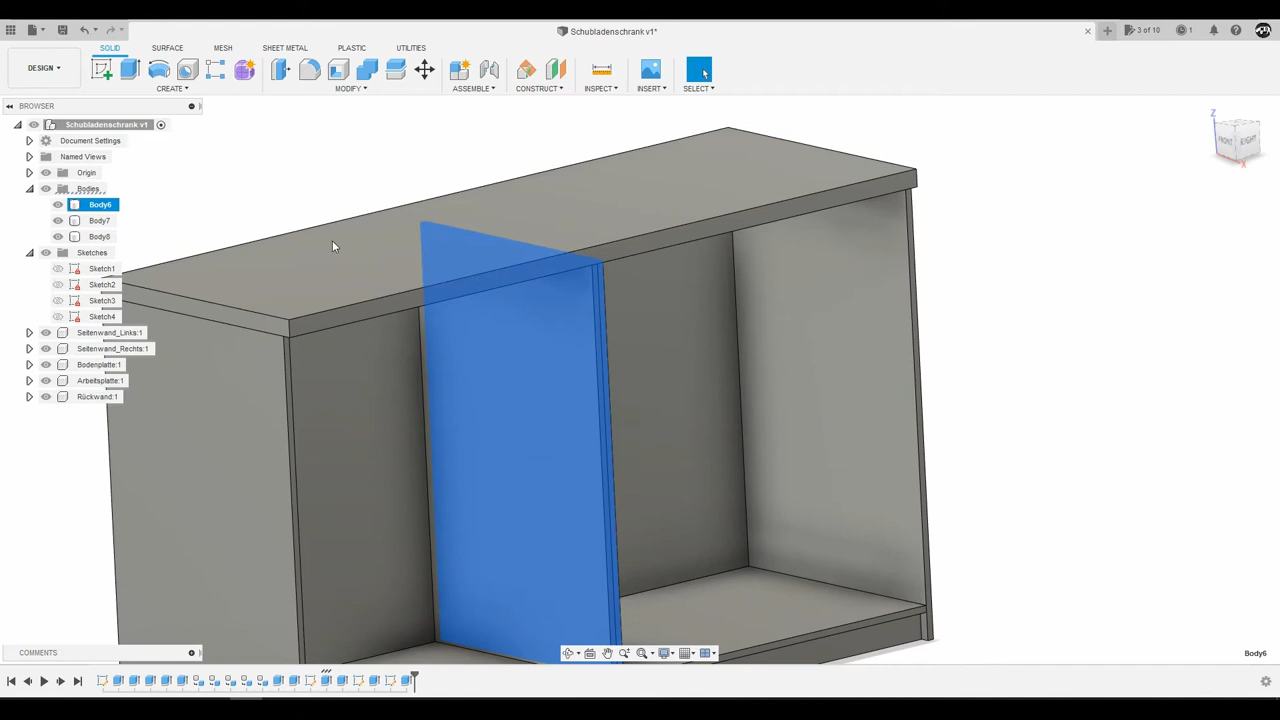 Schubladenschrank v1*
3 of 10
1
SOLID SURFACE MESH SHEET METAL PLASTIC UTILITIES
DESIGN
CREATE MODIFY ASSEMBLE CONSTRUCT INSPECT INSERT SELECT
BROWSER
Schubladenschrank v1
Document Settings
Named Views
Origin
Bodies
Body6
Body7
Body8
Sketches
Sketch1
Sketch2
Sketch3
Sketch4
Seitenwand_Links:1
Seitenwand_Rechts:1
Bodenplatte:1
Arbeitsplatte:1
Rückwand:1
Z
FRONT RIGHT
X
COMMENTS
Body6